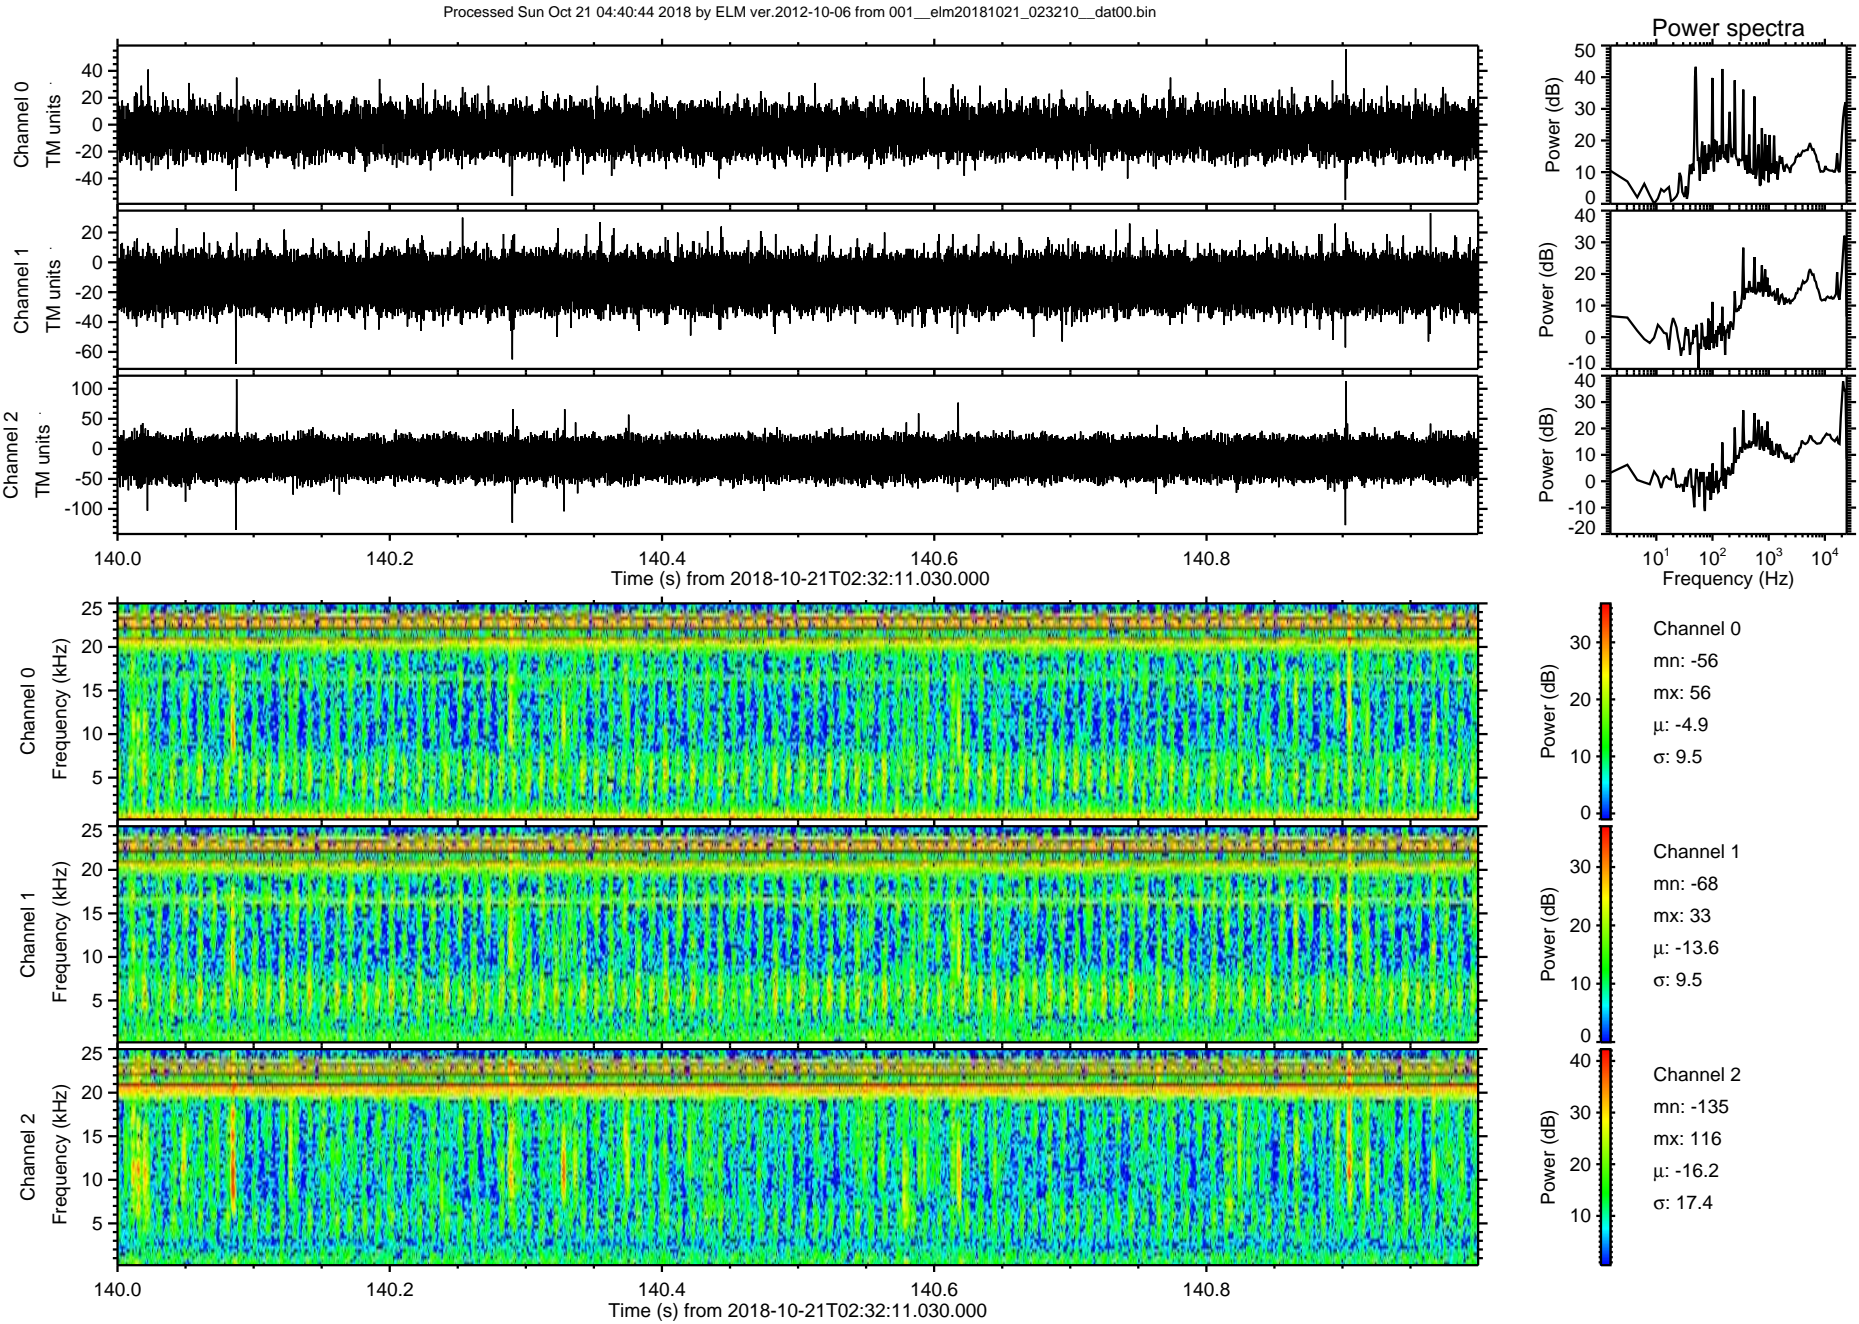 Processed Sun Oct 21 04:40:44 2018 by ELM ver.2012-10-06 from 001__elm20181021_023210__dat00.bin
Power spectra
Channel 0
TM units
40
20
0
-20
-40
Power (dB)
50
40
30
20
10
0
Channel 1
TM units
20
0
-20
-40
-60
Power (dB)
40
30
20
10
0
-10
Channel 2
TM units
100
50
0
-50
-100
Power (dB)
40
30
20
10
0
-10
-20
140.0 140.2 140.4 140.6 140.8
Time (s) from 2018-10-21T02:32:11.030.000
10¹ 10² 10³ 10⁴
Frequency (Hz)
Channel 0
Frequency (kHz)
25
20
15
10
5
Power (dB)
30
20
10
0
Channel 0
mn: -56
mx: 56
μ: -4.9
σ: 9.5
Channel 1
Frequency (kHz)
25
20
15
10
5
Power (dB)
30
20
10
0
Channel 1
mn: -68
mx: 33
μ: -13.6
σ: 9.5
Channel 2
Frequency (kHz)
25
20
15
10
5
Power (dB)
40
30
20
10
Channel 2
mn: -135
mx: 116
μ: -16.2
σ: 17.4
140.0 140.2 140.4 140.6 140.8
Time (s) from 2018-10-21T02:32:11.030.000